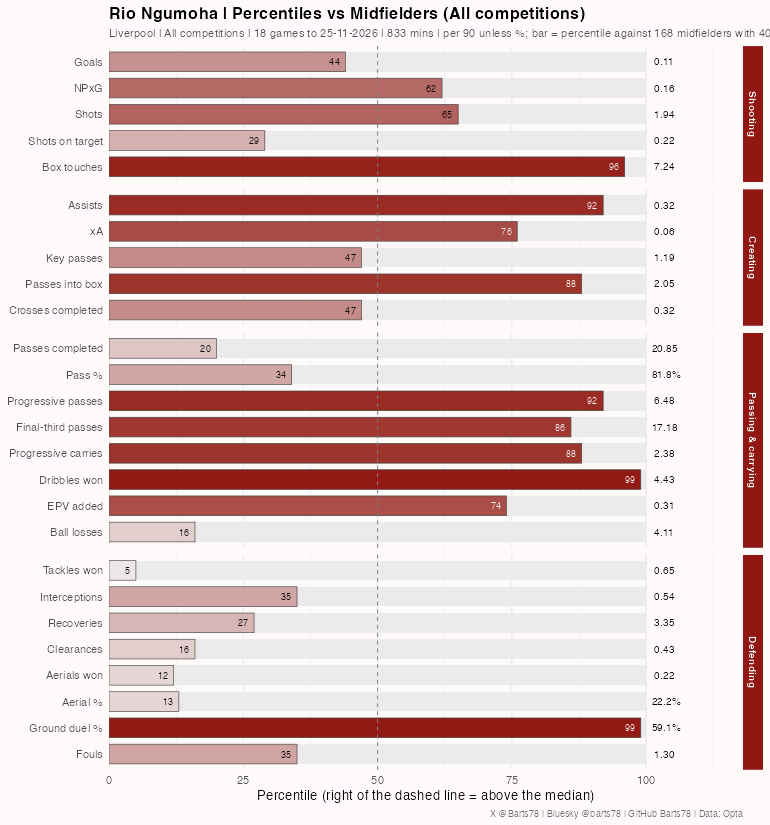 Rio Ngumoha | Percentiles vs Midfielders (All competitions)
Liverpool | All competitions | 18 games to 25-11-2026 | 833 mins | per 90 unless %; bar = percentile against 168 midfielders with 40
Shooting
Goals 44 0.11
NPxG 62 0.16
Shots 65 1.94
Shots on target 29 0.22
Box touches 96 7.24
Creating
Assists 92 0.32
xA 76 0.06
Key passes 47 1.19
Passes into box 88 2.05
Crosses completed 47 0.32
Passing & carrying
Passes completed 20 20.85
Pass % 34 81.8%
Progressive passes 92 6.48
Final-third passes 86 17.18
Progressive carries 88 2.38
Dribbles won 99 4.43
EPV added 74 0.31
Ball losses 16 4.11
Defending
Tackles won 5 0.65
Interceptions 35 0.54
Recoveries 27 3.35
Clearances 16 0.43
Aerials won 12 0.22
Aerial % 13 22.2%
Ground duel % 99 59.1%
Fouls 35 1.30
0 25 50 75 100
Percentile (right of the dashed line = above the median)
X @Barts78 | Bluesky @barts78 | GitHub Barts78 | Data: Opta